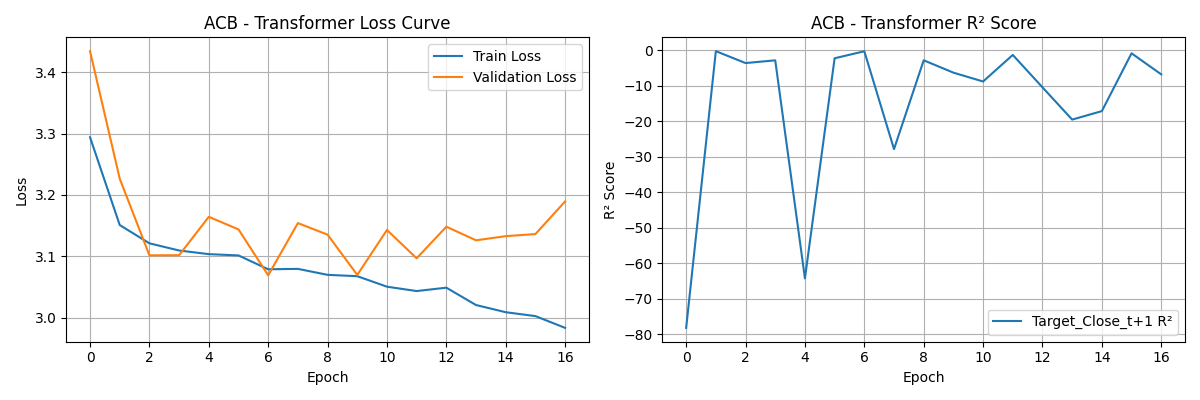 ACB - Transformer Loss Curve
Train Loss
Validation Loss
3.4
3.3
3.2
3.1
3.0
Loss
0 2 4 6 8 10 12 14 16
Epoch
ACB - Transformer R² Score
0
−10
−20
−30
−40
−50
−60
−70
−80
R² Score
Target_Close_t+1 R²
0 2 4 6 8 10 12 14 16
Epoch